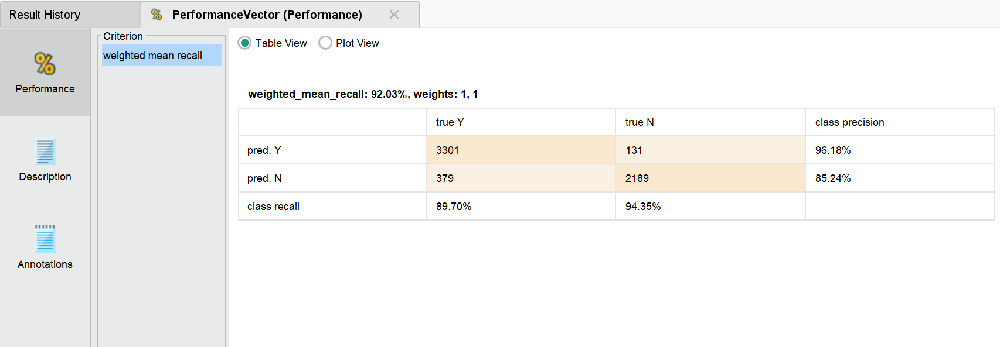 Result History
PerformanceVector (Performance)
Performance
Description
Annotations
Criterion
weighted mean recall
Table View Plot View
weighted_mean_recall: 92.03%, weights: 1, 1
true Y true N class precision
pred. Y 3301 131 96.18%
pred. N 379 2189 85.24%
class recall 89.70% 94.35%